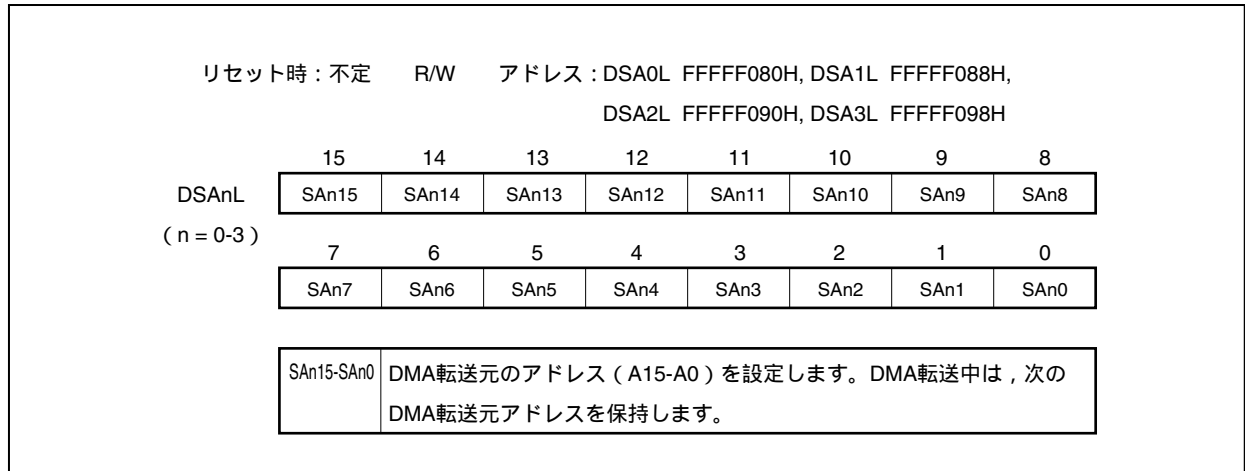 リセット時：不定 R/W アドレス：DSA0L FFFFF080H, DSA1L FFFFF088H,
DSA2L FFFFF090H, DSA3L FFFFF098H
15 14 13 12 11 10 9 8
DSAnL SAn15 SAn14 SAn13 SAn12 SAn11 SAn10 SAn9 SAn8
（n = 0-3）
7 6 5 4 3 2 1 0
SAn7 SAn6 SAn5 SAn4 SAn3 SAn2 SAn1 SAn0
SAn15-SAn0 DMA転送元のアドレス（A15-A0）を設定します。DMA転送中は，次の
DMA転送元アドレスを保持します。